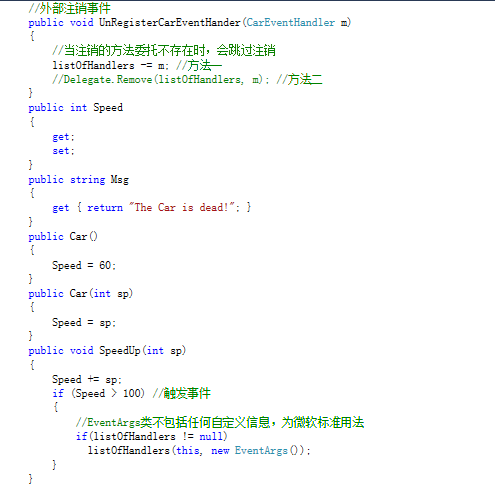 //外部注销事件
public void UnRegisterCarEventHander(CarEventHandler m)
{
    //当注销的方法委托不存在时，会跳过注销
    listOfHandlers -= m; //方法一
    //Delegate.Remove(listOfHandlers, m); //方法二
}
public int Speed
{
    get;
    set;
}
public string Msg
{
    get { return "The Car is dead!"; }
}
public Car()
{
    Speed = 60;
}
public Car(int sp)
{
    Speed = sp;
}
public void SpeedUp(int sp)
{
    Speed += sp;
    if (Speed > 100) //触发事件
    {
        //EventArgs类不包括任何自定义信息，为微软标准用法
        if(listOfHandlers != null)
          listOfHandlers(this, new EventArgs());
    }
}